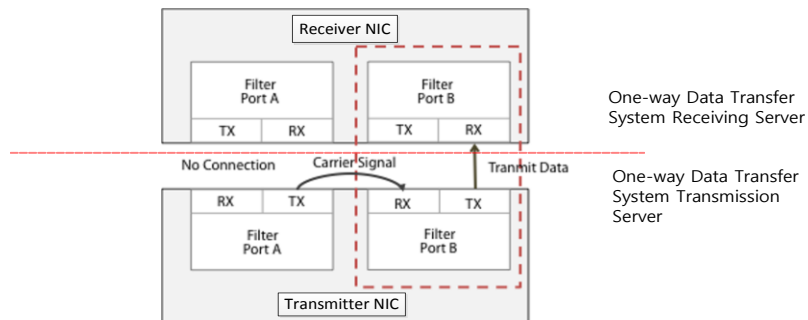 Receiver NIC
Filter
Port A
Filter
Port B
TX
RX
TX
RX
One-way Data Transfer
System Receiving Server
No Connection
Carrier Signal
Tranmit Data
One-way Data Transfer
System Transmission
Server
RX
TX
RX
TX
Filter
Port A
Filter
Port B
Transmitter NIC